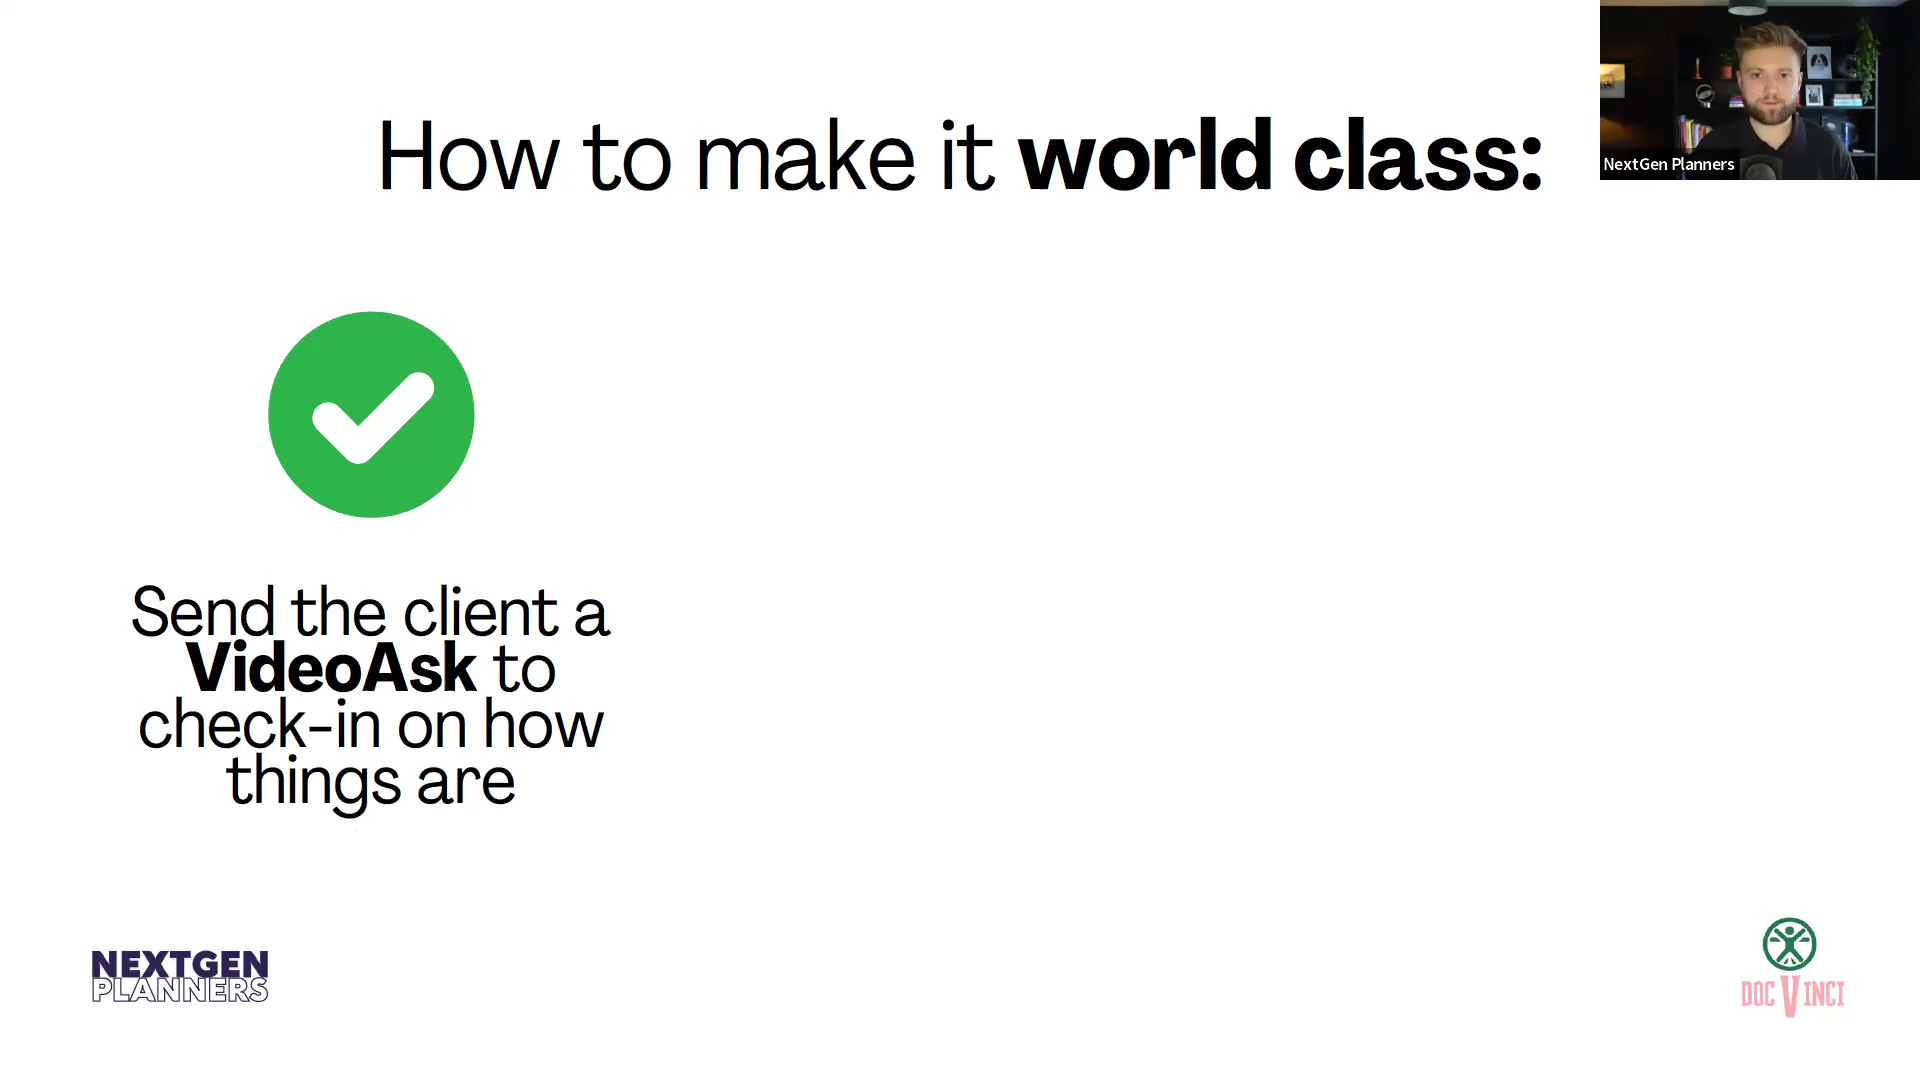 How to make it world class:
NextGen Planners
Send the client a
VideoAsk to
check-in on how
things are
NEXTGEN
PLANNERS
DOC VINCI